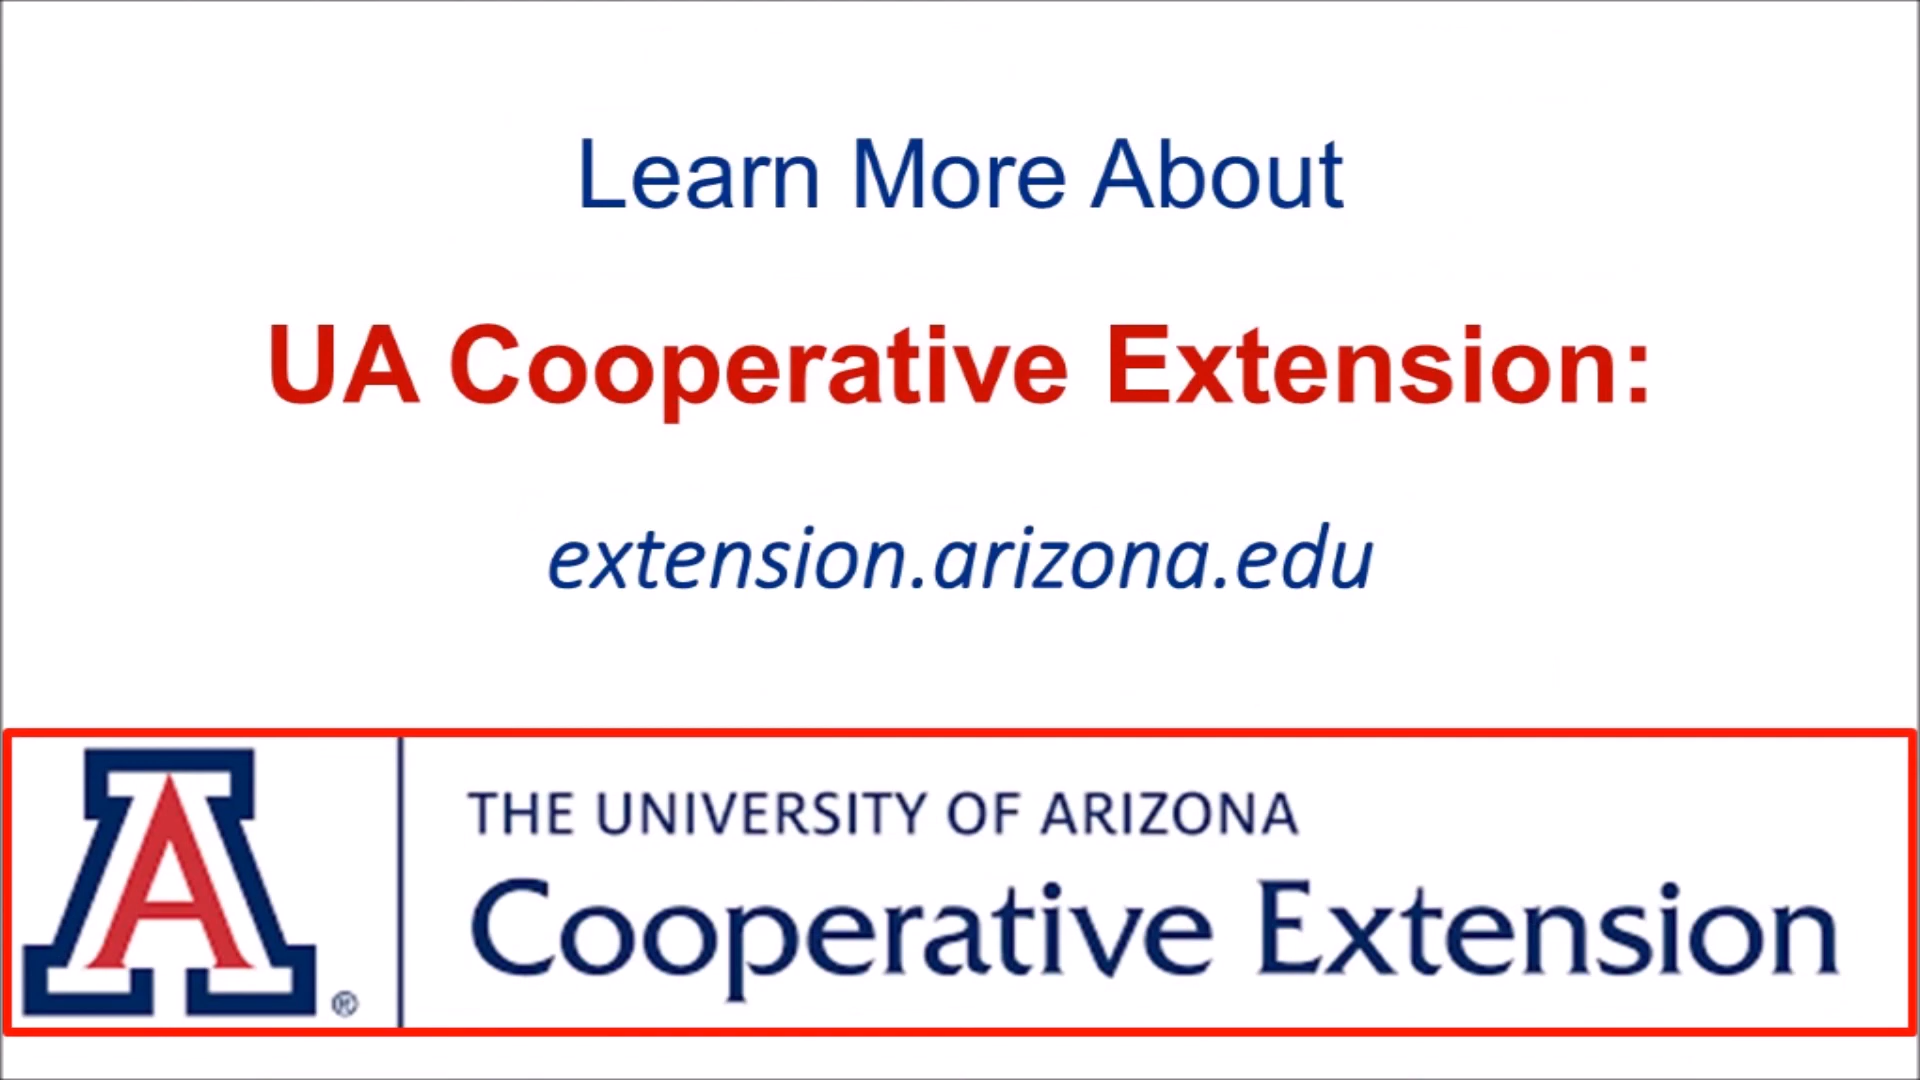 Learn More About
UA Cooperative Extension:
extension.arizona.edu
A®
THE UNIVERSITY OF ARIZONA
Cooperative Extension